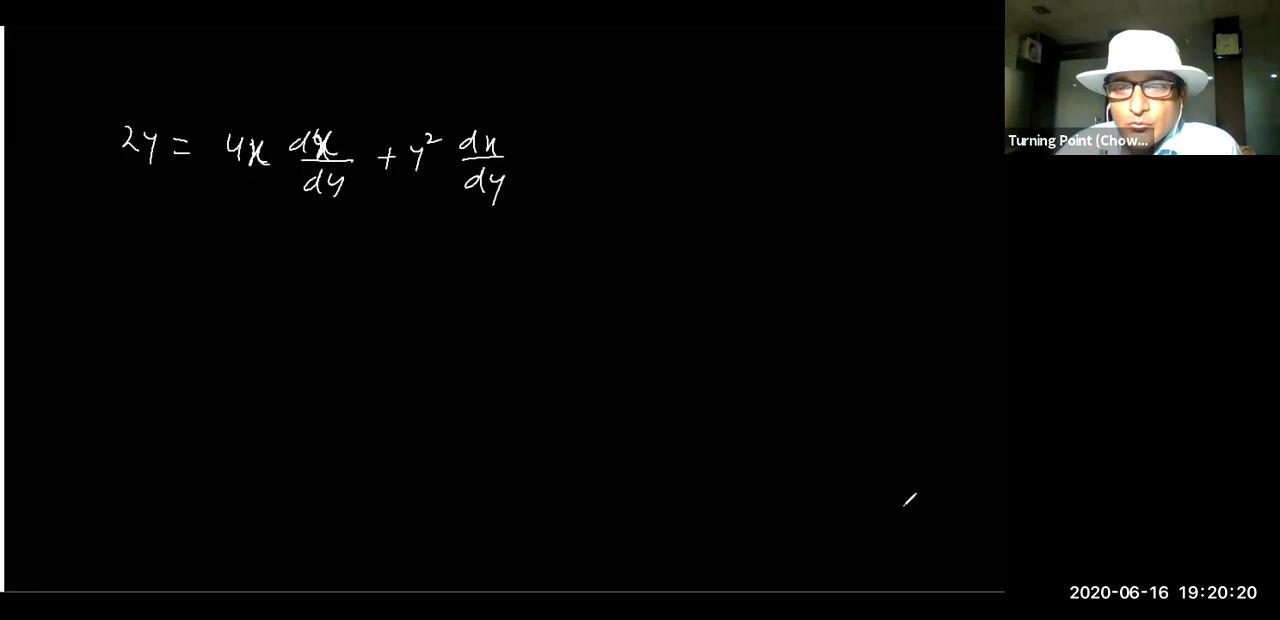 2y = 4x dx/dy + y² dx/dy
Turning Point (Chow...
2020-06-16 19:20:20